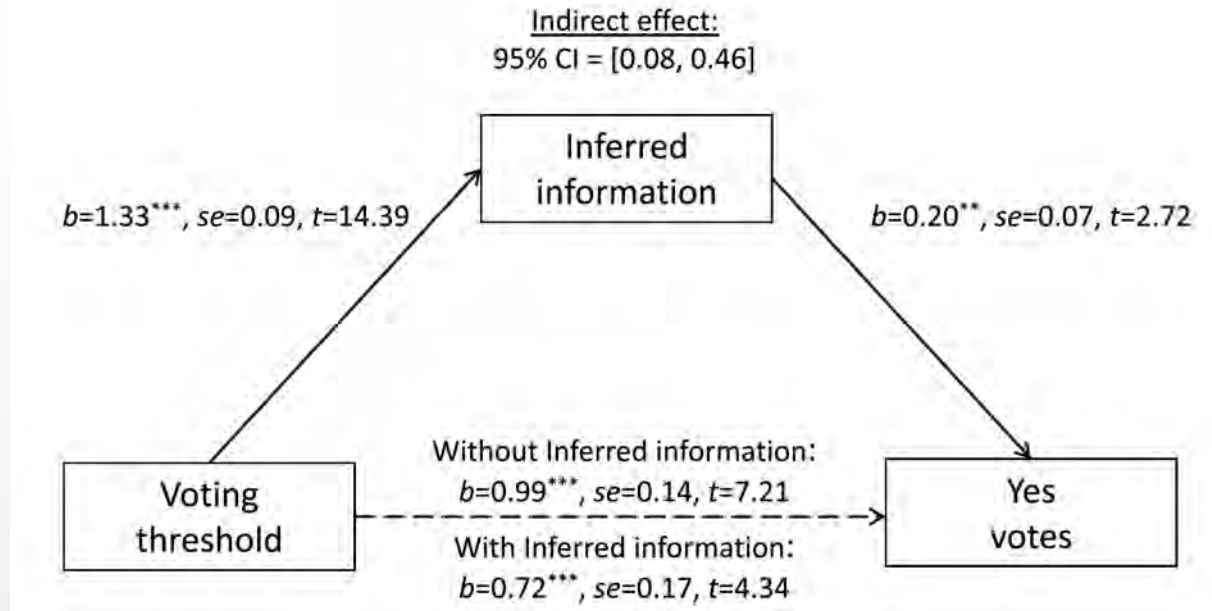 Indirect effect:
95% CI = [0.08, 0.46]
Inferred
information
b=1.33***, se=0.09, t=14.39
b=0.20**, se=0.07, t=2.72
Without Inferred information:
b=0.99***, se=0.14, t=7.21
Voting
threshold
Yes
votes
With Inferred information:
b=0.72***, se=0.17, t=4.34